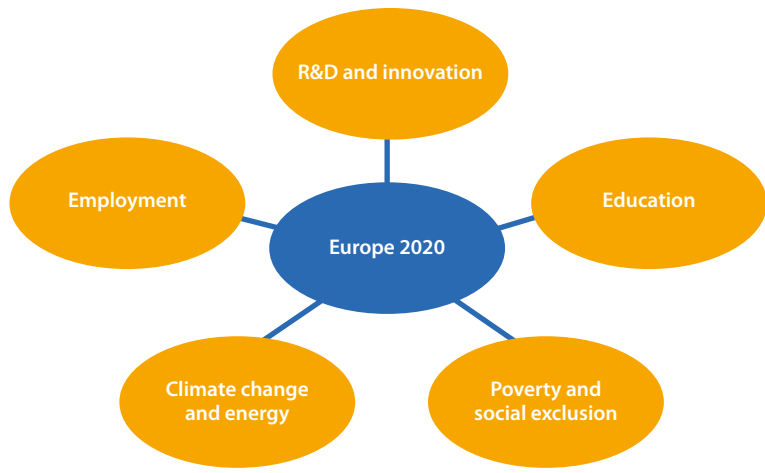 R&D and innovation
Employment
Education
Europe 2020
Climate change
and energy
Poverty and
social exclusion